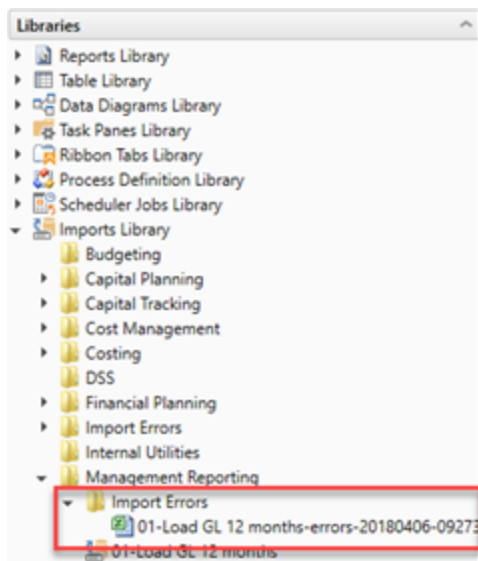 Libraries
Reports Library
Table Library
Data Diagrams Library
Task Panes Library
Ribbon Tabs Library
Process Definition Library
Scheduler Jobs Library
Imports Library
Budgeting
Capital Planning
Capital Tracking
Cost Management
Costing
DSS
Financial Planning
Import Errors
Internal Utilities
Management Reporting
Import Errors
01-Load GL 12 months-errors-20180406-09273
01-Load GL 12 months